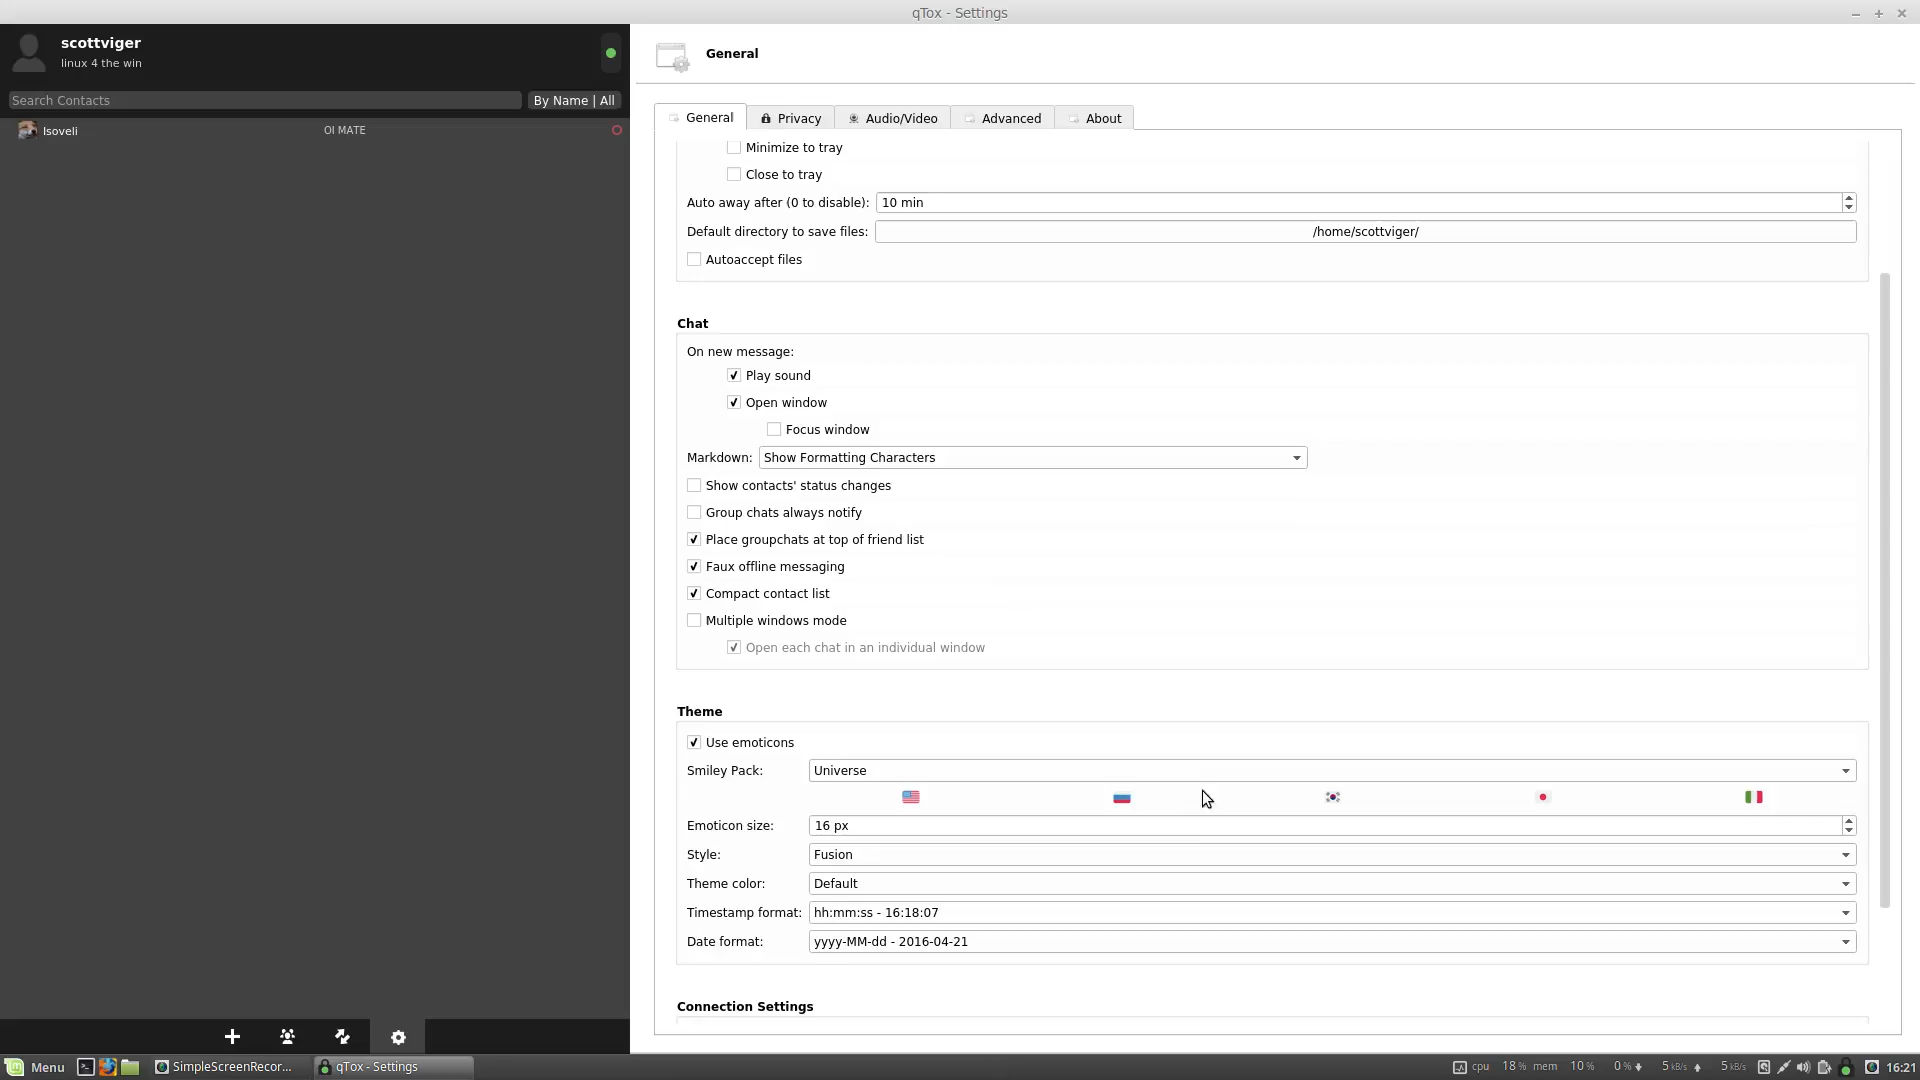 qTox - Settings
scottviger
linux 4 the win
Search Contacts
By Name | All
Isoveli
OI MATE
General
General
Privacy
Audio/Video
Advanced
About
Minimize to tray
Close to tray
Auto away after (0 to disable):
10 min
Default directory to save files:
/home/scottviger/
Autoaccept files
Chat
On new message:
Play sound
Open window
Focus window
Markdown:
Show Formatting Characters
Show contacts' status changes
Group chats always notify
Place groupchats at top of friend list
Faux offline messaging
Compact contact list
Multiple windows mode
Open each chat in an individual window
Theme
Use emoticons
Smiley Pack:
Universe
Emoticon size:
16 px
Style:
Fusion
Theme color:
Default
Timestamp format:
hh:mm:ss - 16:18:07
Date format:
yyyy-MM-dd - 2016-04-21
Connection Settings
Menu
SimpleScreenRecor...
qTox - Settings
cpu 18 % mem 10 % 0 % 5 kB/s 5 kB/s
16:21